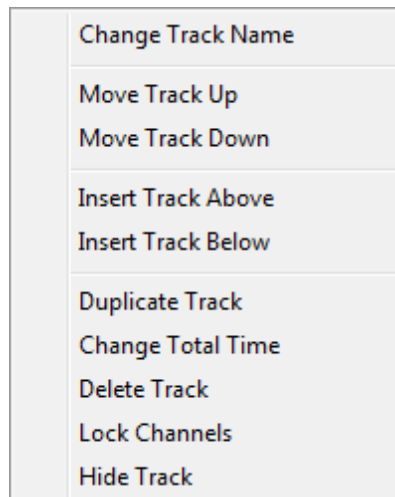 Change Track Name
Move Track Up
Move Track Down
Insert Track Above
Insert Track Below
Duplicate Track
Change Total Time
Delete Track
Lock Channels
Hide Track